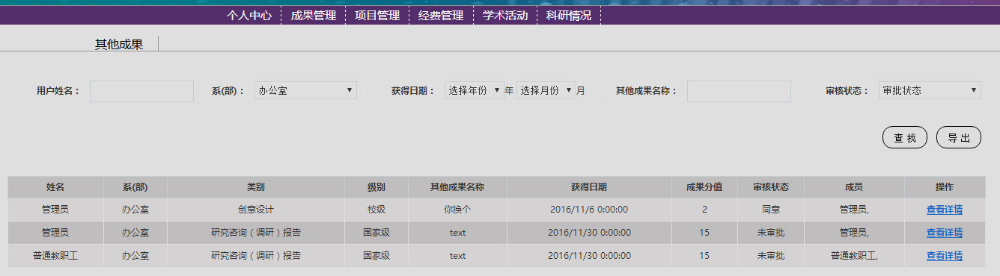 个人中心 成果管理 项目管理 经费管理 学术活动 科研情况
其他成果
用户姓名： 系(部)： 办公室 获得日期： 选择年份 年 选择月份 月 其他成果名称： 审核状态： 审批状态
查 找 导 出
姓名 系(部) 类别 级别 其他成果名称 获得日期 成果分值 审核状态 成员 操作
管理员 办公室 创意设计 校级 你换个 2016/11/6 0:00:00 2 同意 管理员, 查看详情
管理员 办公室 研究咨询（调研）报告 国家级 text 2016/11/30 0:00:00 15 未审批 管理员, 查看详情
普通教职工 办公室 研究咨询（调研）报告 国家级 text 2016/11/30 0:00:00 15 未审批 普通教职工, 查看详情